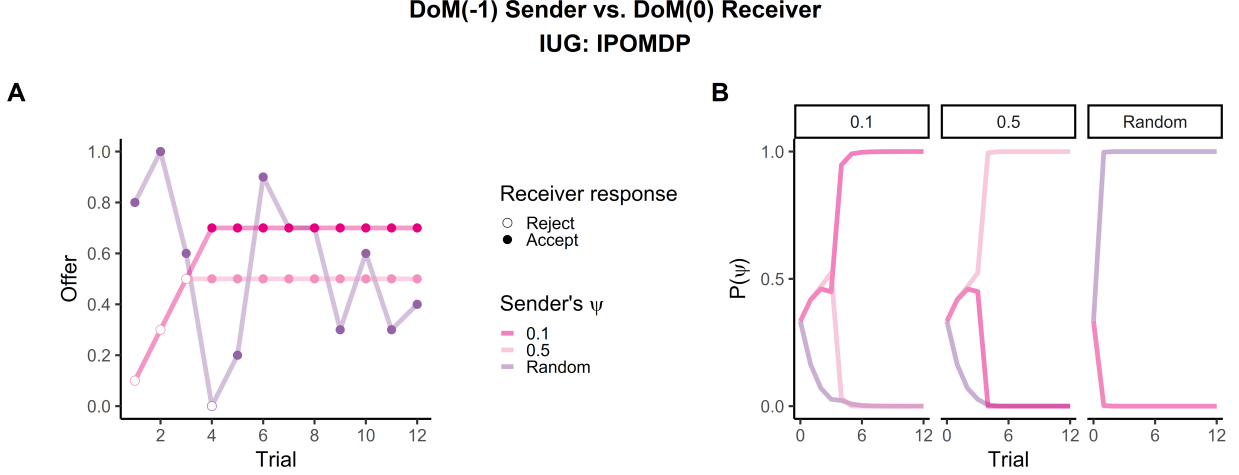 DoM(-1) Sender vs. DoM(0) Receiver
IUG: IPOMDP
A
Offer
1.0
0.8
0.6
0.4
0.2
0.0
2 4 6 8 10 12
Trial
Receiver response
Reject
Accept
Sender's ψ
0.1
0.5
Random
B
0.1 0.5 Random
P(ψ)
1.0
0.5
0.0
0 6 12 0 6 12 0 6 12
Trial